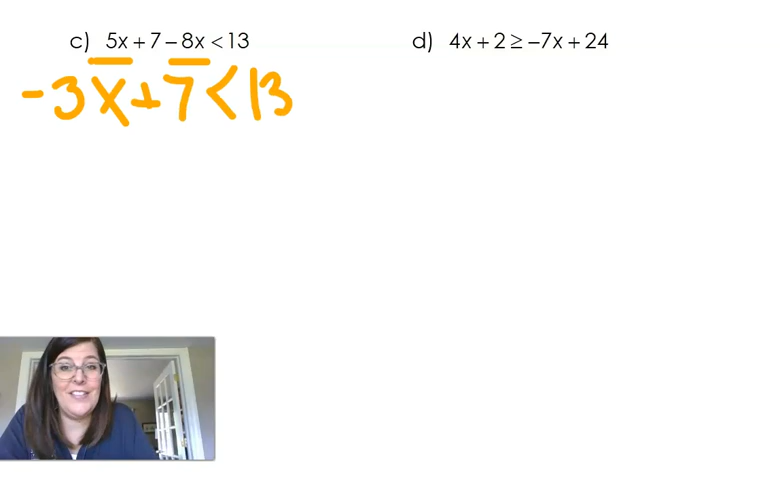 c) 5x + 7 – 8x < 13
d) 4x + 2 ≥ –7x + 24
-3x+7<13